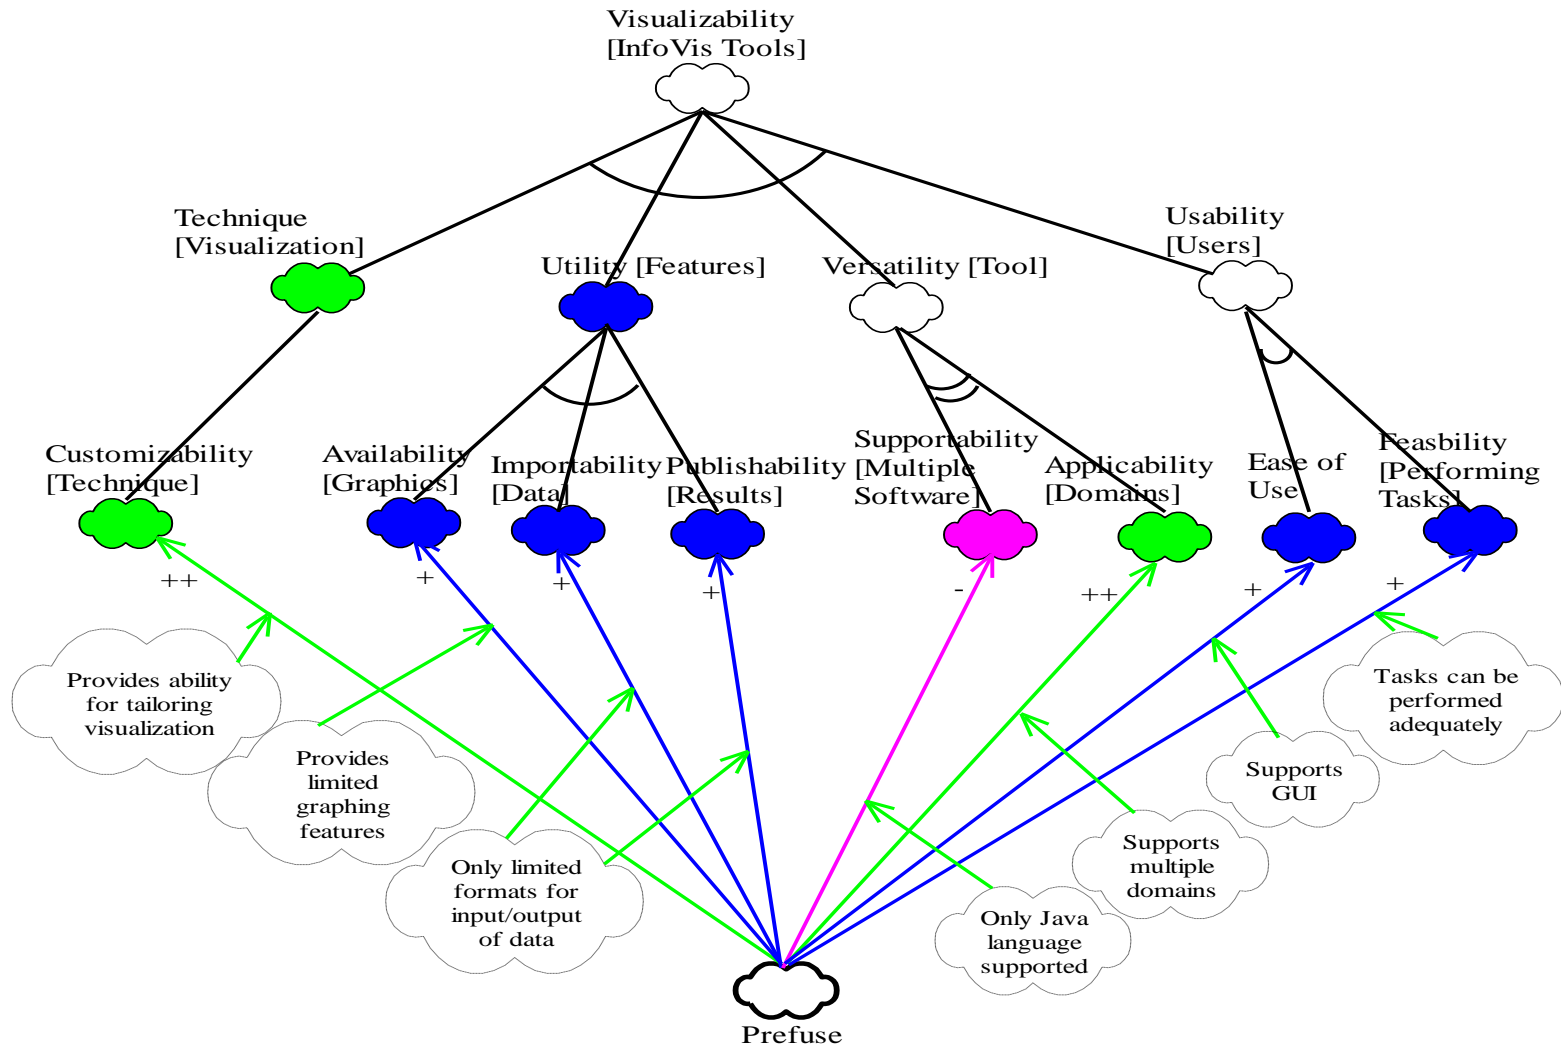 Visualizability
[InfoVis Tools]
Technique
[Visualization]
Utility [Features]
Versatility [Tool]
Usability
[Users]
Customizability
[Technique]
Availability
[Graphics]
Importability
[Data]
Publishability
[Results]
Supportability
[Multiple
Software]
Applicability
[Domains]
Ease of
Use
Feasbility
[Performing
Tasks]
++
+
+
+
-
++
+
+
Provides ability
for tailoring
visualization
Provides
limited
graphing
features
Only limited
formats for
input/output
of data
Only Java
language
supported
Supports
multiple
domains
Supports
GUI
Tasks can be
performed
adequately
Prefuse